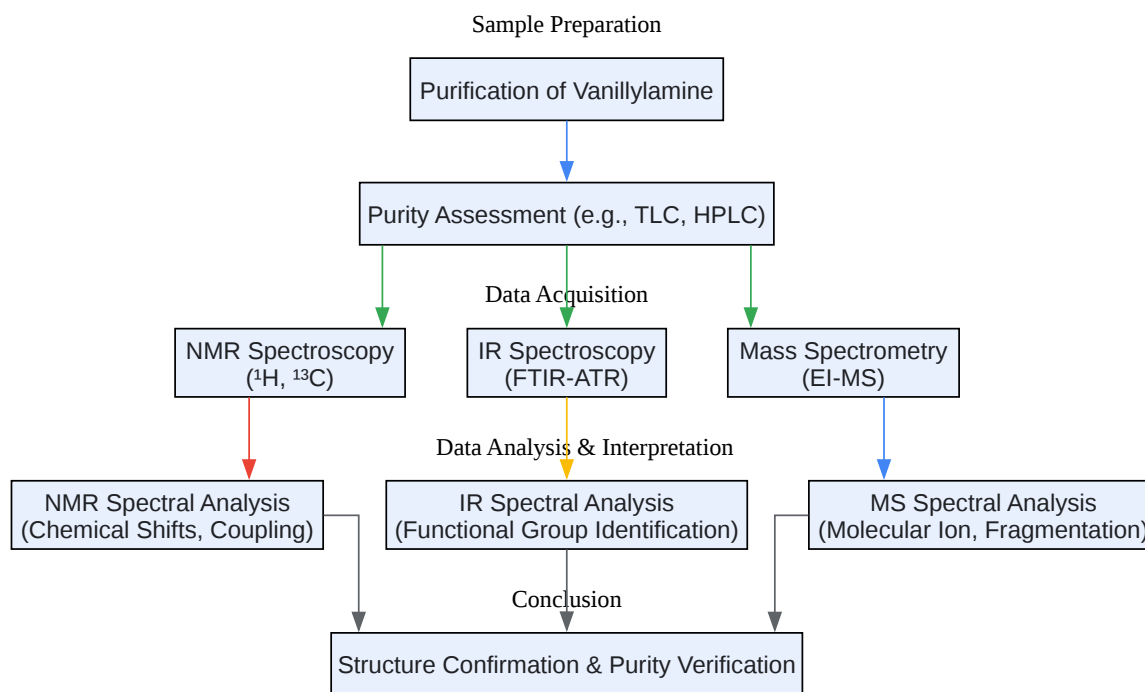 Sample Preparation
Purification of Vanillylamine
Purity Assessment (e.g., TLC, HPLC)
Data Acquisition
NMR Spectroscopy
(¹H, ¹³C)
IR Spectroscopy
(FTIR-ATR)
Mass Spectrometry
(EI-MS)
Data Analysis & Interpretation
NMR Spectral Analysis
(Chemical Shifts, Coupling)
IR Spectral Analysis
(Functional Group Identification)
MS Spectral Analysis
(Molecular Ion, Fragmentation)
Conclusion
Structure Confirmation & Purity Verification